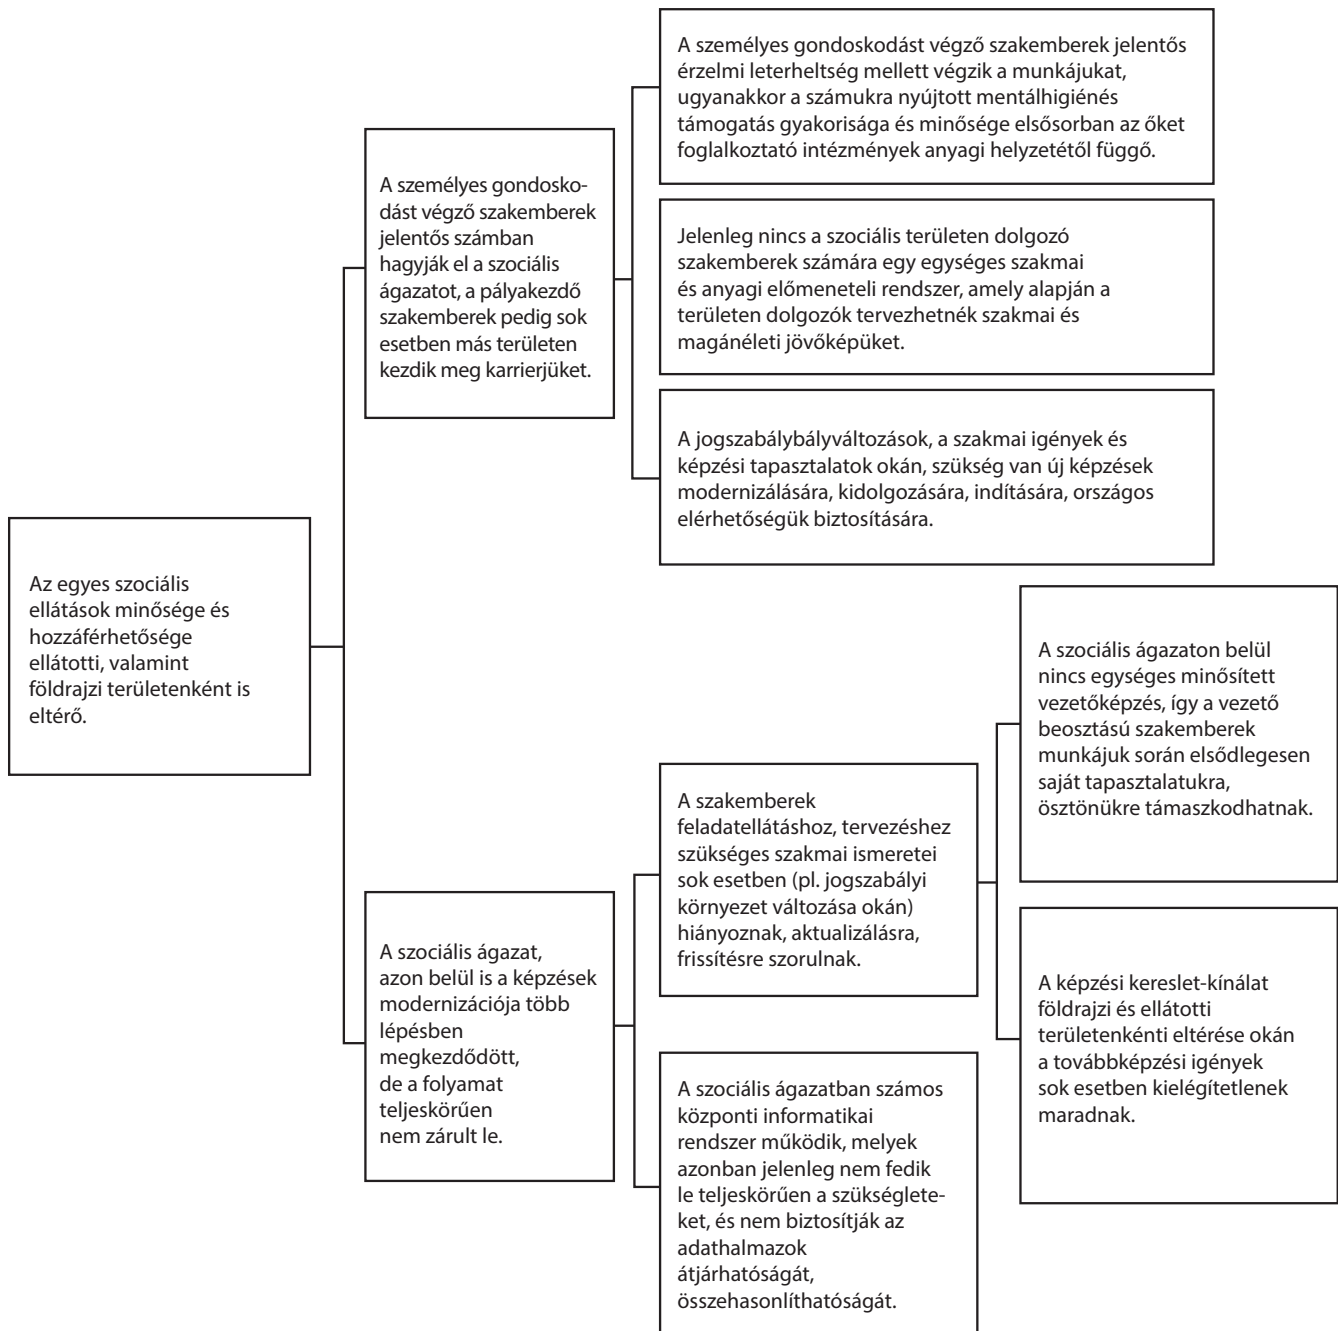 Az egyes szociális
ellátások minősége és
hozzáférhetősége
ellátotti, valamint
földrajzi területenként is
eltérő.
A személyes gondosko-
dást végző szakemberek
jelentős számban
hagyják el a szociális
ágazatot, a pályakezdő
szakemberek pedig sok
esetben más területen
kezdik meg karrierjüket.
A személyes gondoskodást végző szakemberek jelentős
érzelmi leterheltség mellett végzik a munkájukat,
ugyanakkor a számukra nyújtott mentálhigiénés
támogatás gyakorisága és minősége elsősorban az őket
foglalkoztató intézmények anyagi helyzetétől függő.
Jelenleg nincs a szociális területen dolgozó
szakemberek számára egy egységes szakmai
és anyagi előmeneteli rendszer, amely alapján a
területen dolgozók tervezhetnék szakmai és
magánéleti jövőképüket.
A jogszabálybályváltozások, a szakmai igények és
képzési tapasztalatok okán, szükség van új képzések
modernizálására, kidolgozására, indítására, országos
elérhetőségük biztosítására.
A szociális ágazat,
azon belül is a képzések
modernizációja több
lépésben
megkezdődött,
de a folyamat
teljeskörűen
nem zárult le.
A szakemberek
feladatellátáshoz, tervezéshez
szükséges szakmai ismeretei
sok esetben (pl. jogszabályi
környezet változása okán)
hiányoznak, aktualizálásra,
frissítésre szorulnak.
A szociális ágazaton belül
nincs egységes minősített
vezetőképzés, így a vezető
beosztású szakemberek
munkájuk során elsődlegesen
saját tapasztalatukra,
ösztönükre támaszkodhatnak.
A képzési kereslet-kínálat
földrajzi és ellátotti
területenkénti eltérése okán
a továbbképzési igények
sok esetben kielégítetlenek
maradnak.
A szociális ágazatban számos
központi informatikai
rendszer működik, melyek
azonban jelenleg nem fedik
le teljeskörűen a szükséglete-
ket, és nem biztosítják az
adathalmazok
átjárhatóságát,
összehasonlíthatóságát.